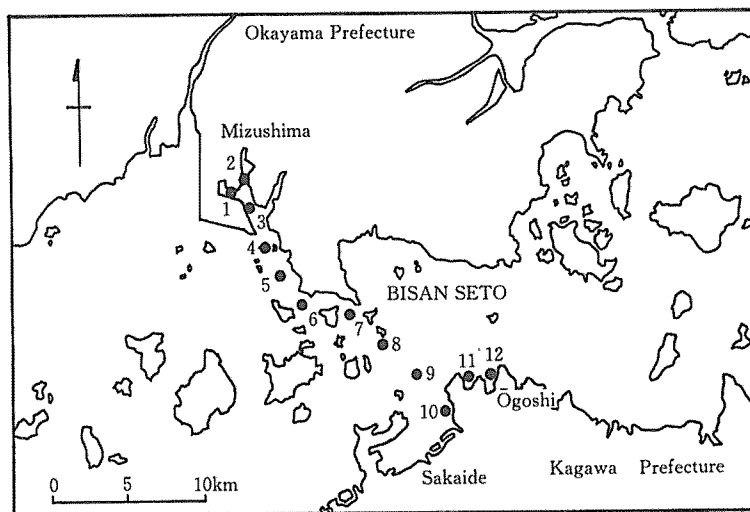 Okayama Prefecture
Mizushima
2
1
3
4
5
BISAN SETO
6
7
8
9
11
12
Ōgoshi
10
0 5 10km
Sakaide
Kagawa Prefecture